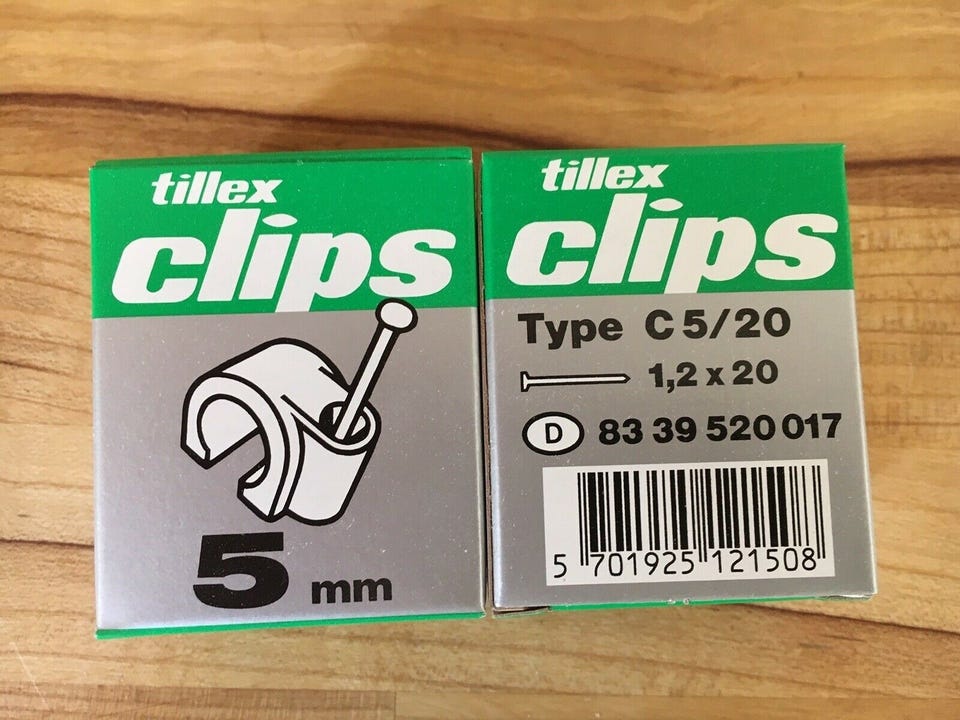 tillex
clips
5 mm
tillex
clips
Type C 5/20
1,2 x 20
D 83 39 520 017
5 701925 121508